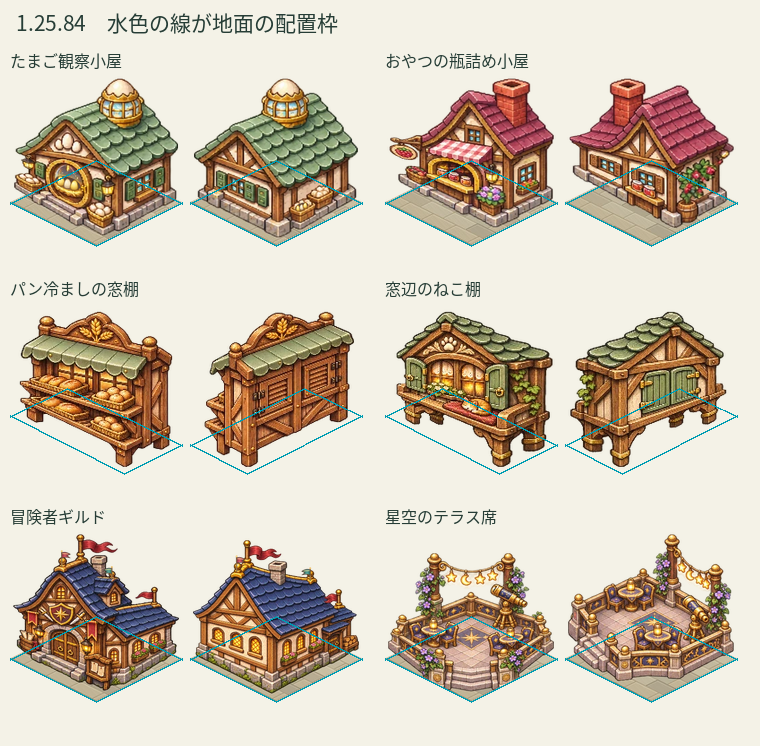 1.25.84 水色の線が地面の配置枠
たまご観察小屋
おやつの瓶詰め小屋
パン冷ましの窓棚
窓辺のねこ棚
冒険者ギルド
星空のテラス席